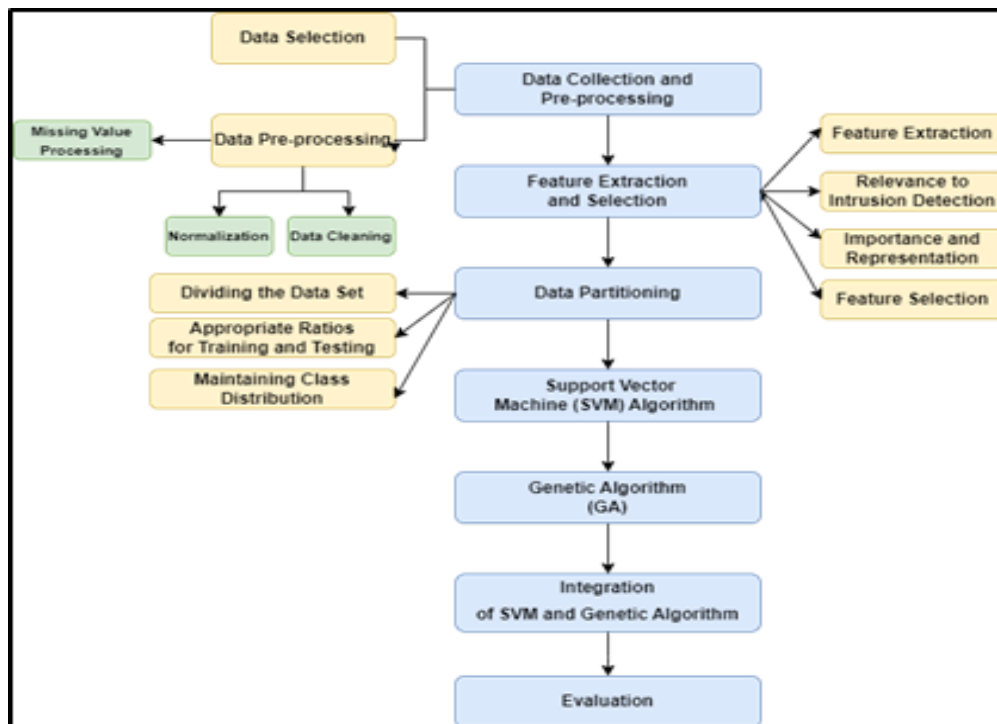 Data Selection
Data Collection and
Pre-processing
Missing Value
Processing
Data Pre-processing
Normalization
Data Cleaning
Feature Extraction
and Selection
Feature Extraction
Relevance to
Intrusion Detection
Importance and
Representation
Feature Selection
Data Partitioning
Dividing the Data Set
Appropriate Ratios
for Training and Testing
Maintaining Class
Distribution
Support Vector
Machine (SVM) Algorithm
Genetic Algorithm
(GA)
Integration
of SVM and Genetic Algorithm
Evaluation